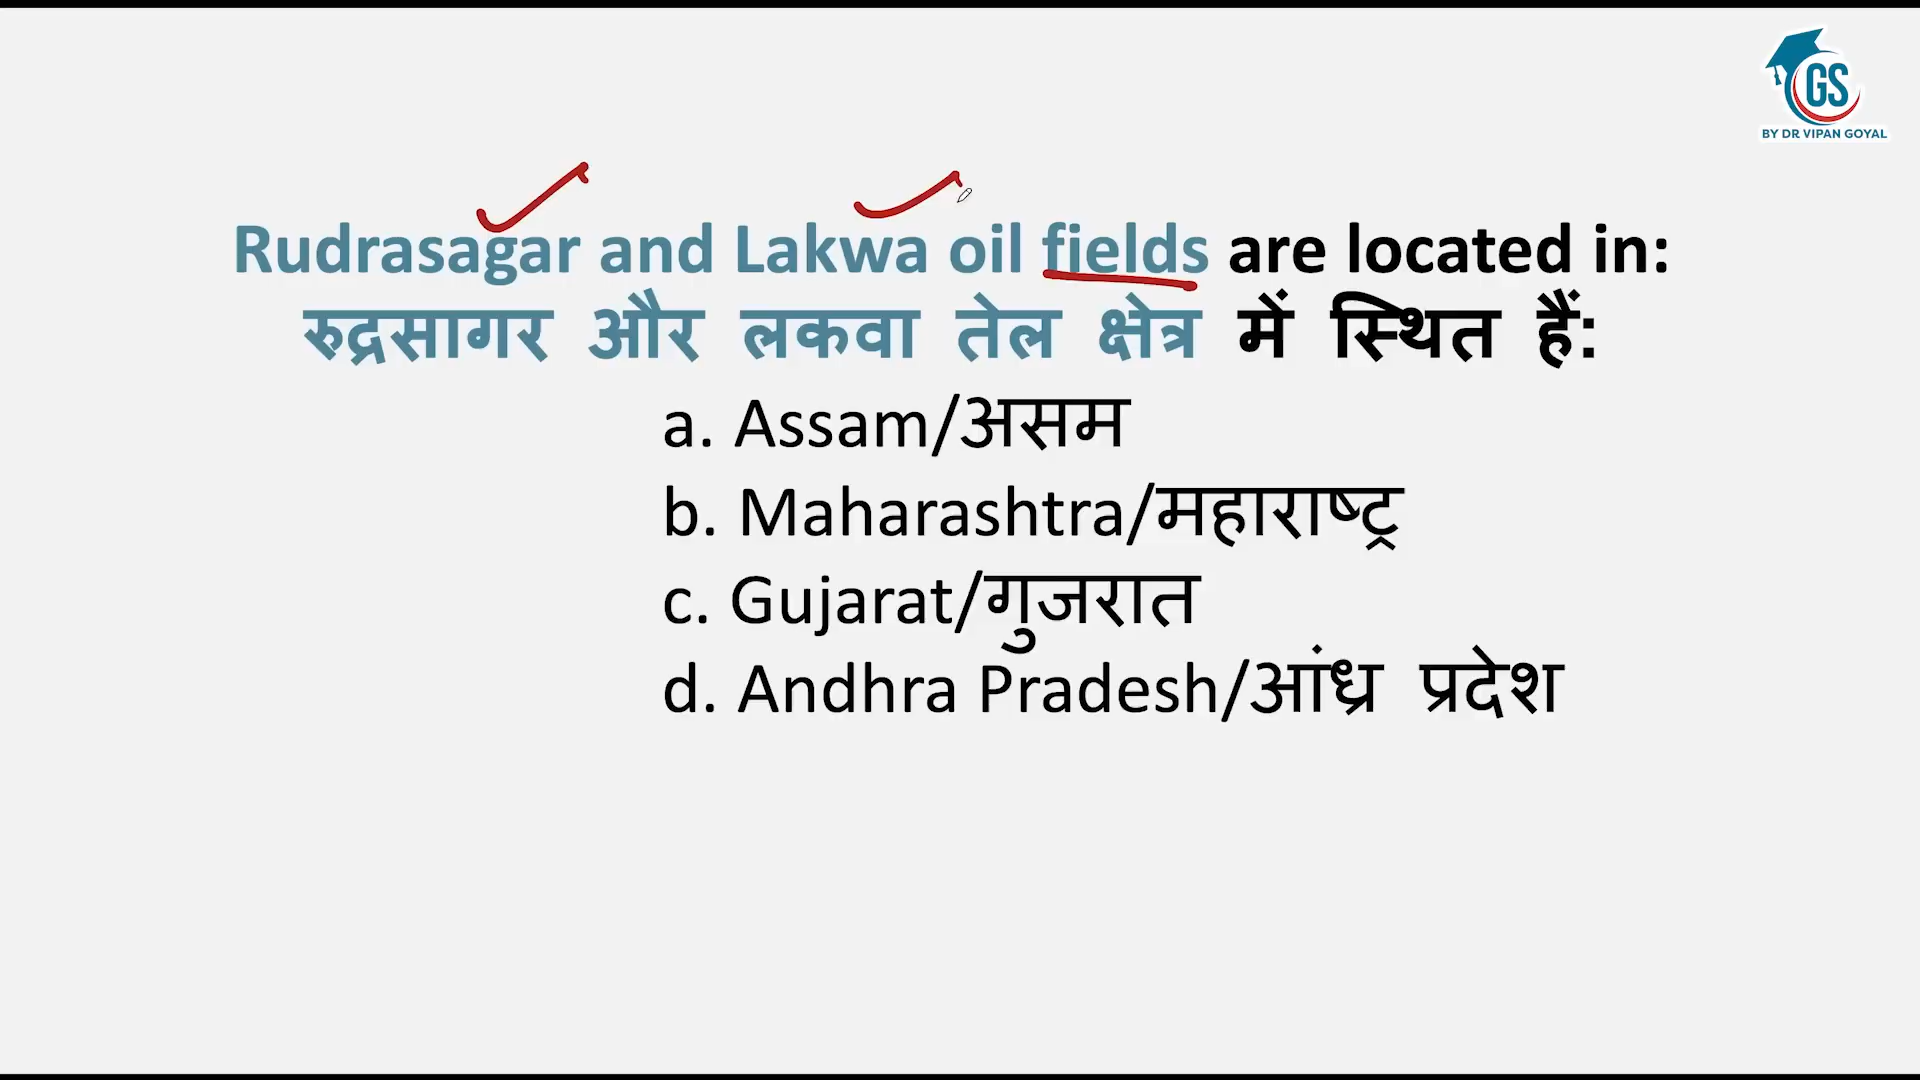 GS
BY DR VIPAN GOYAL
Rudrasagar and Lakwa oil fields are located in:
रुद्रसागर और लकवा तेल क्षेत्र में स्थित हैं:
a. Assam/असम
b. Maharashtra/महाराष्ट्र
c. Gujarat/गुजरात
d. Andhra Pradesh/आंध्र प्रदेश